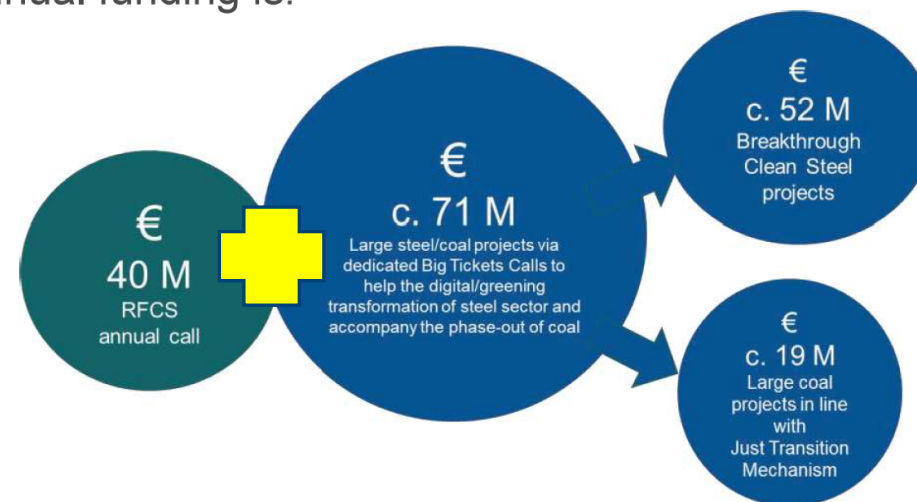 funding is:
€
40 M
RFCS
annual call
€
c. 71 M
Large steel/coal projects via
dedicated Big Tickets Calls to
help the digital/greening
transformation of steel sector and
accompany the phase-out of coal
€
c. 52 M
Breakthrough
Clean Steel
projects
€
c. 19 M
Large coal
projects in line
with
Just Transition
Mechanism